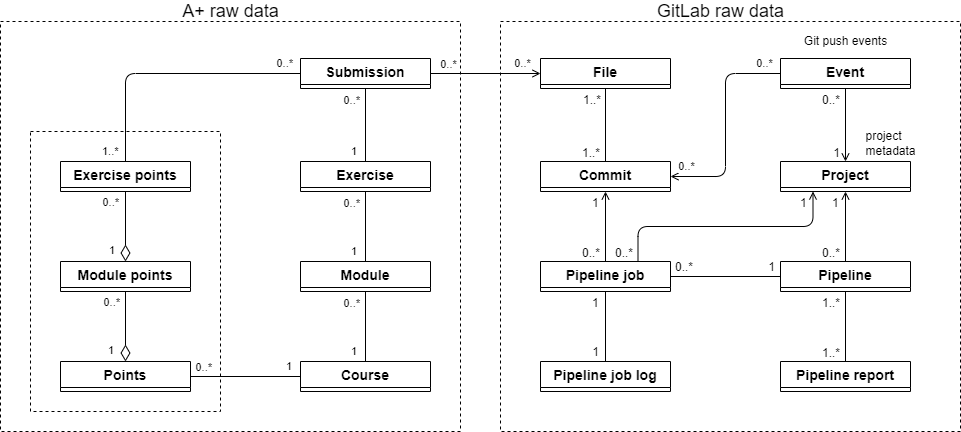 A+ raw data
GitLab raw data
Git push events
0..*
Submission
0..*
0..*
File
0..*
Event
0..*
1..*
0..*
project
metadata
1..*
1
1..*
0..*
1
Exercise points
Exercise
Commit
Project
0..*
0..*
1
1
1
1
1
0..*
0..*
0..*
Module points
Module
Pipeline job
0..*
1
Pipeline
0..*
0..*
1
1..*
1
1
1
1..*
Points
0..*
1
Course
Pipeline job log
Pipeline report